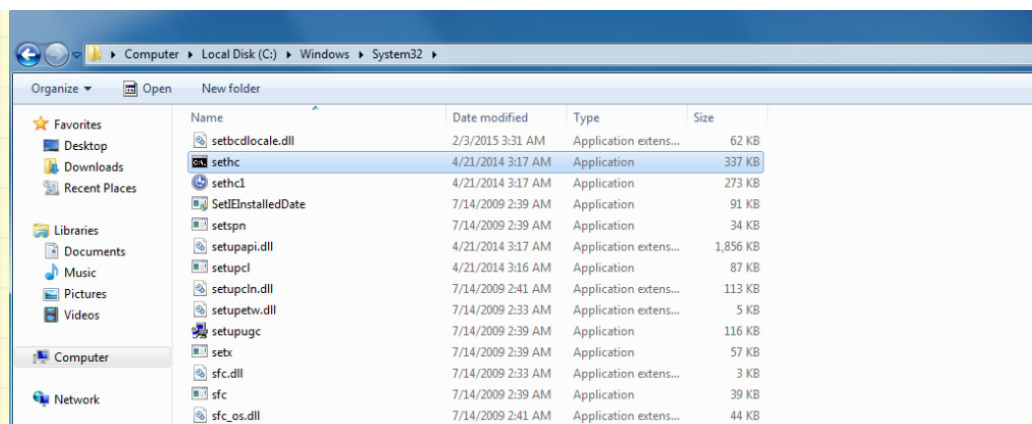 Computer ▸ Local Disk (C:) ▸ Windows ▸ System32 ▸
Organize ▾ Open New folder
Name Date modified Type Size
Favorites
Desktop
Downloads
Recent Places
Libraries
Documents
Music
Pictures
Videos
Computer
Network
setbcdlocale.dll 2/3/2015 3:31 AM Application extens... 62 KB
sethc 4/21/2014 3:17 AM Application 337 KB
sethc1 4/21/2014 3:17 AM Application 273 KB
SetIEInstalledDate 7/14/2009 2:39 AM Application 91 KB
setspn 7/14/2009 2:39 AM Application 34 KB
setupapi.dll 4/21/2014 3:17 AM Application extens... 1,856 KB
setupcl 4/21/2014 3:16 AM Application 87 KB
setupcln.dll 7/14/2009 2:41 AM Application extens... 113 KB
setupetw.dll 7/14/2009 2:33 AM Application extens... 5 KB
setupugc 7/14/2009 2:39 AM Application 116 KB
setx 7/14/2009 2:39 AM Application 57 KB
sfc.dll 7/14/2009 2:33 AM Application extens... 3 KB
sfc 7/14/2009 2:39 AM Application 39 KB
sfc_os.dll 7/14/2009 2:41 AM Application extens... 44 KB